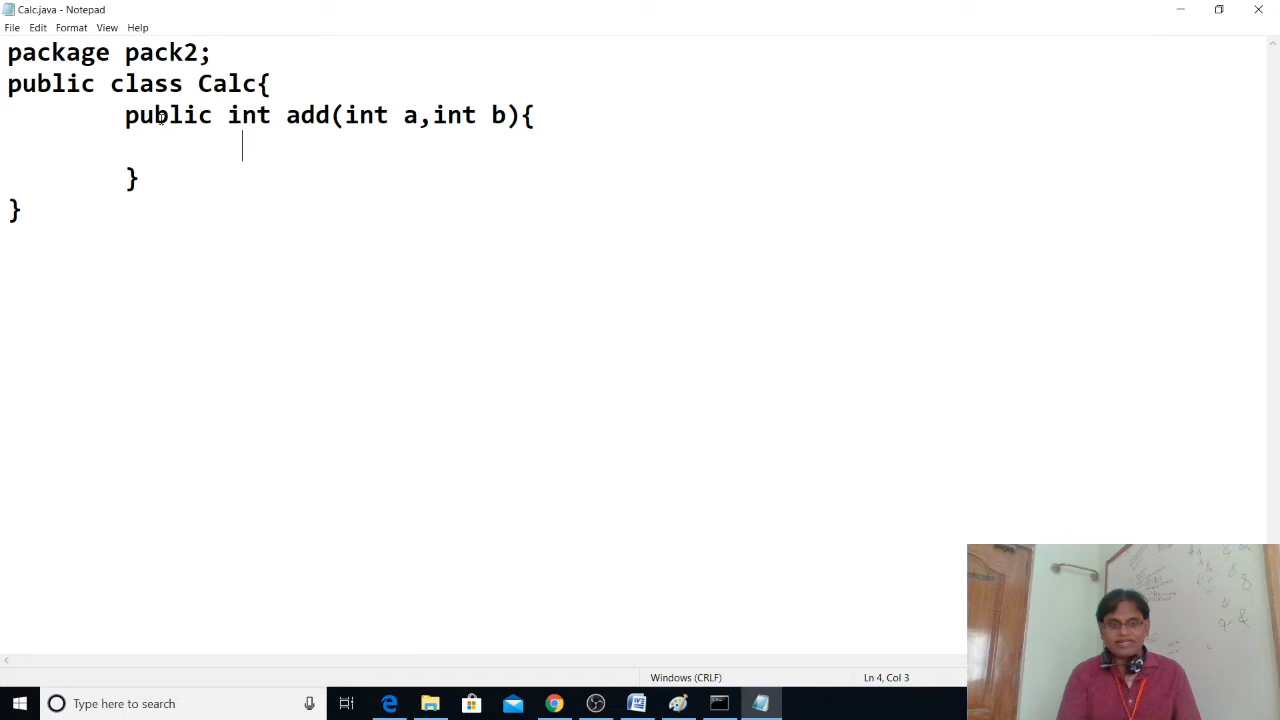 Calc.java - Notepad
File Edit Format View Help
package pack2;
public class Calc{
public int add(int a,int b){
}
}
Windows (CRLF)
Ln 4, Col 3
Type here to search